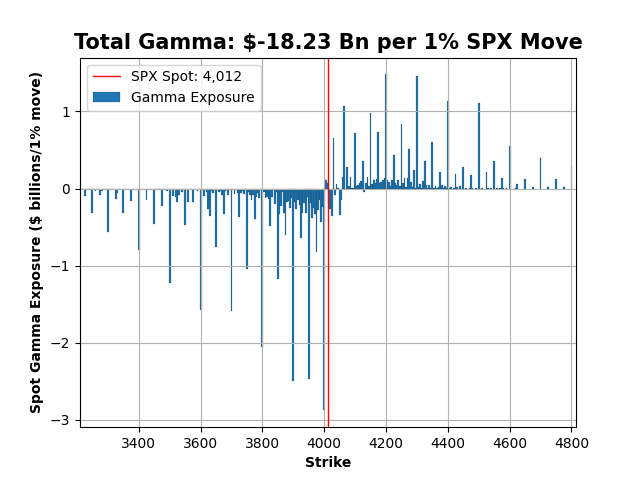 Total Gamma: $-18.23 Bn per 1% SPX Move
SPX Spot: 4,012
Gamma Exposure
Spot Gamma Exposure ($ billions/1% move)
1
0
−1
−2
−3
3400 3600 3800 4000 4200 4400 4600 4800
Strike